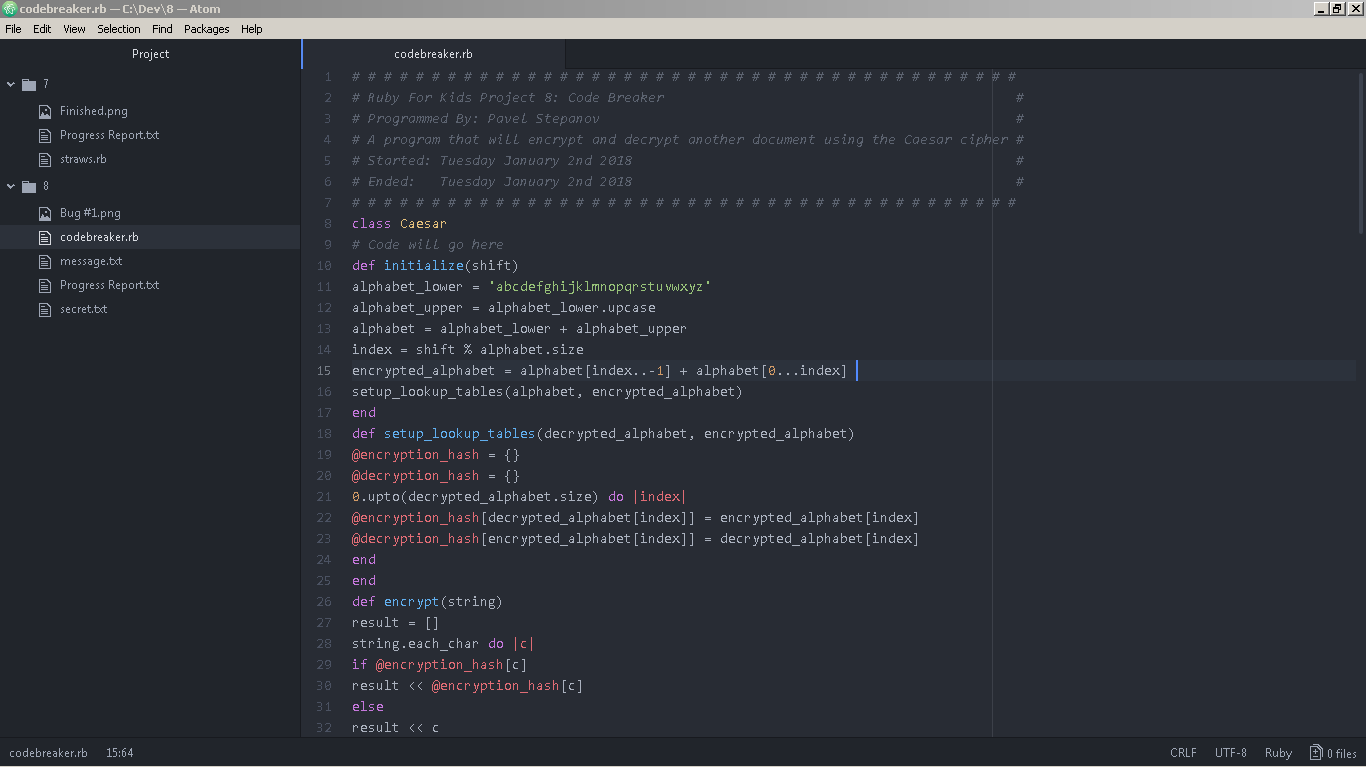 codebreaker.rb — C:\Dev\8 — Atom
File Edit View Selection Find Packages Help
Project
7
Finished.png
Progress Report.txt
straws.rb
8
Bug #1.png
codebreaker.rb
message.txt
Progress Report.txt
secret.txt
codebreaker.rb
1 # # # # # # # # # # # # # # # # # # # # # # # # # # # # # # # # # # # # # # # # # #
2 # Ruby For Kids Project 8: Code Breaker #
3 # Programmed By: Pavel Stepanov #
4 # A program that will encrypt and decrypt another document using the Caesar cipher #
5 # Started: Tuesday January 2nd 2018 #
6 # Ended: Tuesday January 2nd 2018 #
7 # # # # # # # # # # # # # # # # # # # # # # # # # # # # # # # # # # # # # # # # # #
8 class Caesar
9 # Code will go here
10 def initialize(shift)
11 alphabet_lower = 'abcdefghijklmnopqrstuvwxyz'
12 alphabet_upper = alphabet_lower.upcase
13 alphabet = alphabet_lower + alphabet_upper
14 index = shift % alphabet.size
15 encrypted_alphabet = alphabet[index..-1] + alphabet[0...index]
16 setup_lookup_tables(alphabet, encrypted_alphabet)
17 end
18 def setup_lookup_tables(decrypted_alphabet, encrypted_alphabet)
19 @encryption_hash = {}
20 @decryption_hash = {}
21 0.upto(decrypted_alphabet.size) do |index|
22 @encryption_hash[decrypted_alphabet[index]] = encrypted_alphabet[index]
23 @decryption_hash[encrypted_alphabet[index]] = decrypted_alphabet[index]
24 end
25 end
26 def encrypt(string)
27 result = []
28 string.each_char do |c|
29 if @encryption_hash[c]
30 result << @encryption_hash[c]
31 else
32 result << c
codebreaker.rb 15:64 CRLF UTF-8 Ruby 0 files